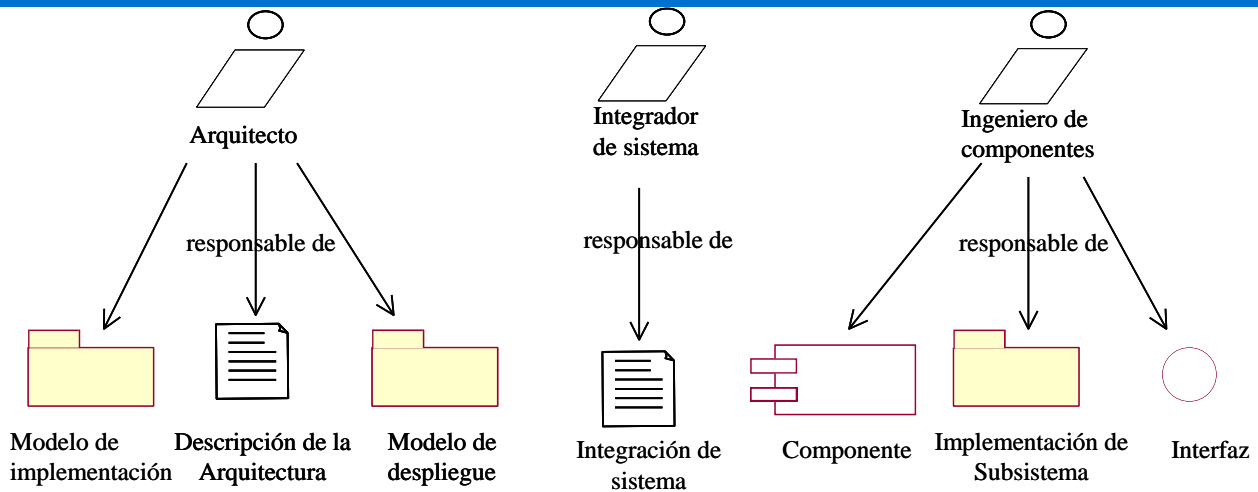 Arquitecto
Integrador
de sistema
Ingeniero de
componentes
responsable de
responsable de
responsable de
Modelo de
implementación
Descripción de la
Arquitectura
Modelo de
despliegue
Integración de
sistema
Componente
Implementación de
Subsistema
Interfaz